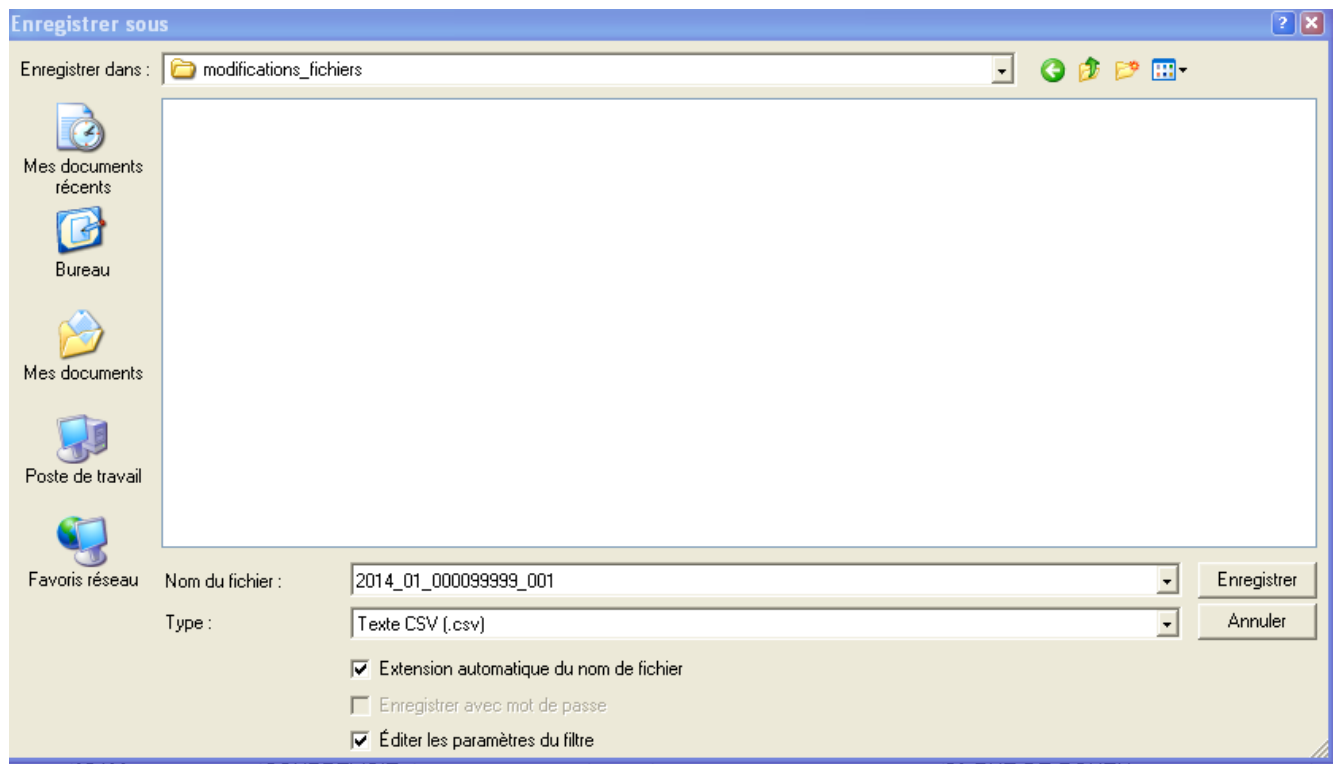 Enregistrer sous
Enregistrer dans :
modifications_fichiers
Mes documents
récents
Bureau
Mes documents
Poste de travail
Favoris réseau
Nom du fichier :
2014_01_000099999_001
Enregistrer
Type :
Texte CSV (.csv)
Annuler
Extension automatique du nom de fichier
Enregistrer avec mot de passe
Éditer les paramètres du filtre